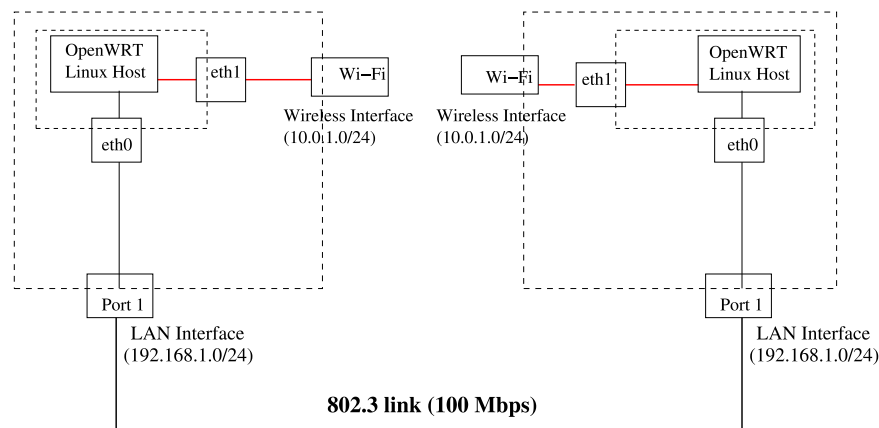 OpenWRT
Linux Host
eth1
Wi-Fi
Wireless Interface
(10.0.1.0/24)
eth0
Port 1
LAN Interface
(192.168.1.0/24)
OpenWRT
Linux Host
Wi-Fi
eth1
Wireless Interface
(10.0.1.0/24)
eth0
Port 1
LAN Interface
(192.168.1.0/24)
802.3 link (100 Mbps)